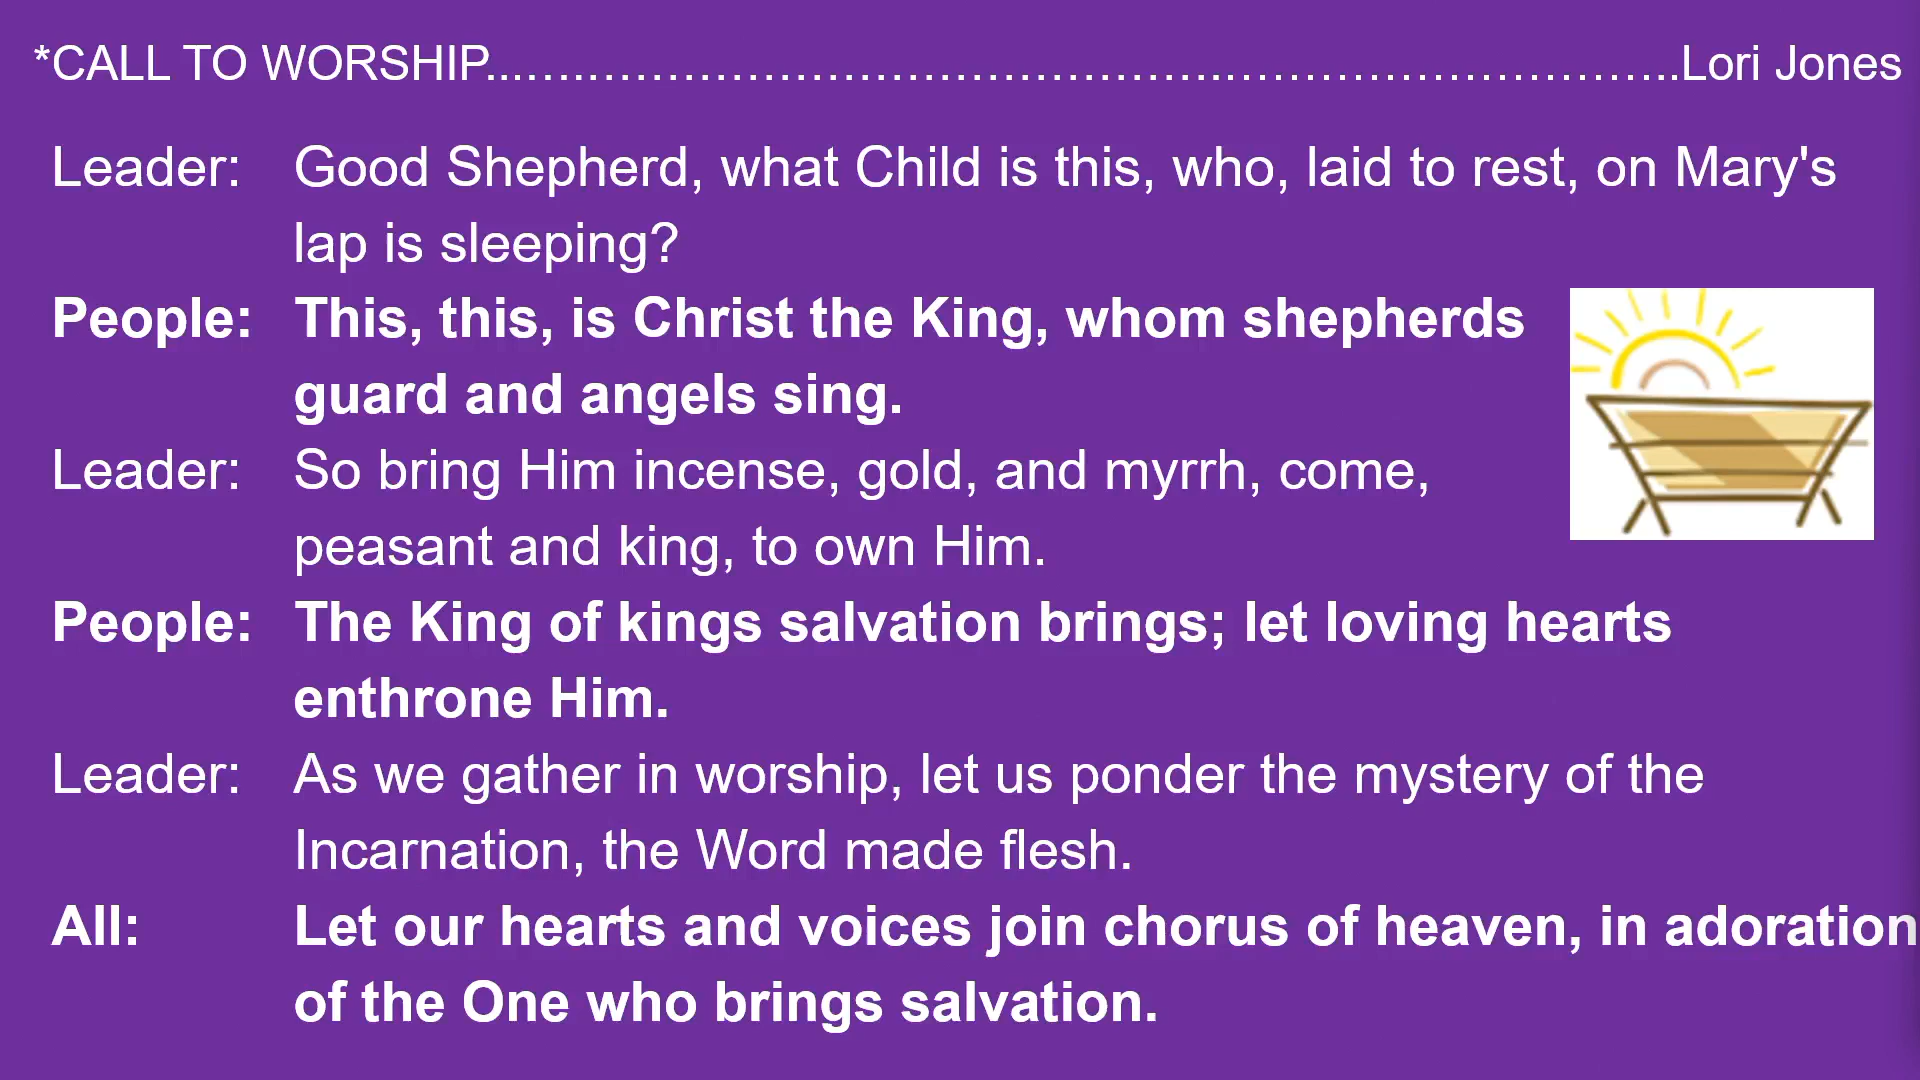 *CALL TO WORSHIP...…..…………………………………………..………………………..Lori Jones
Leader: Good Shepherd, what Child is this, who, laid to rest, on Mary's
lap is sleeping?
People: This, this, is Christ the King, whom shepherds
guard and angels sing.
Leader: So bring Him incense, gold, and myrrh, come,
peasant and king, to own Him.
People: The King of kings salvation brings; let loving hearts
enthrone Him.
Leader: As we gather in worship, let us ponder the mystery of the
Incarnation, the Word made flesh.
All: Let our hearts and voices join chorus of heaven, in adoration
of the One who brings salvation.